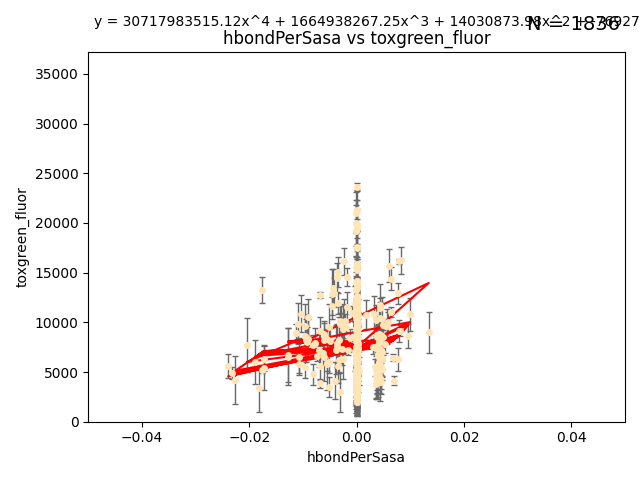 y = 30717983515.12x^4 + 1664938267.25x^3 + 14030873.98x^2 +
N = 1836
hbondPerSasa vs toxgreen_fluor
35000
30000
25000
20000
15000
10000
5000
0
toxgreen_fluor
−0.04 −0.02 0.00 0.02 0.04
hbondPerSasa